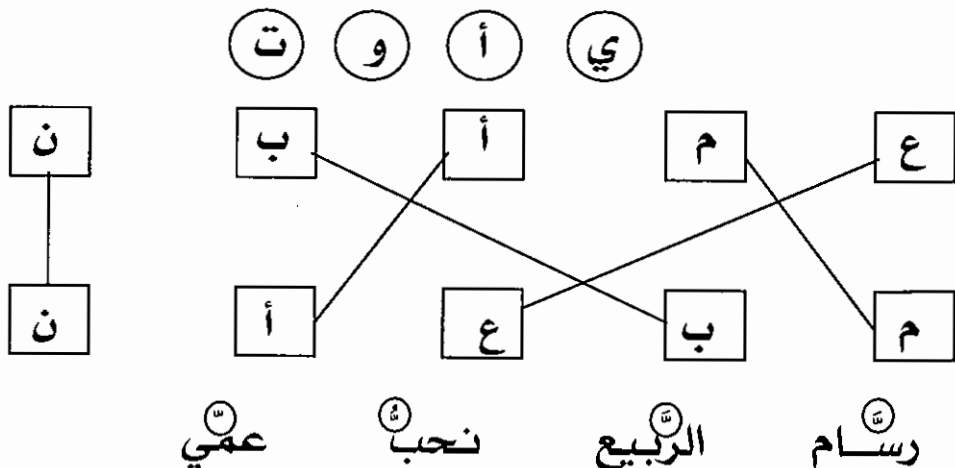 ي أ و ت
ع م أ ب ن
م ب ع أ ن
رسَّام الرَّبيع نحبُّ عمّي